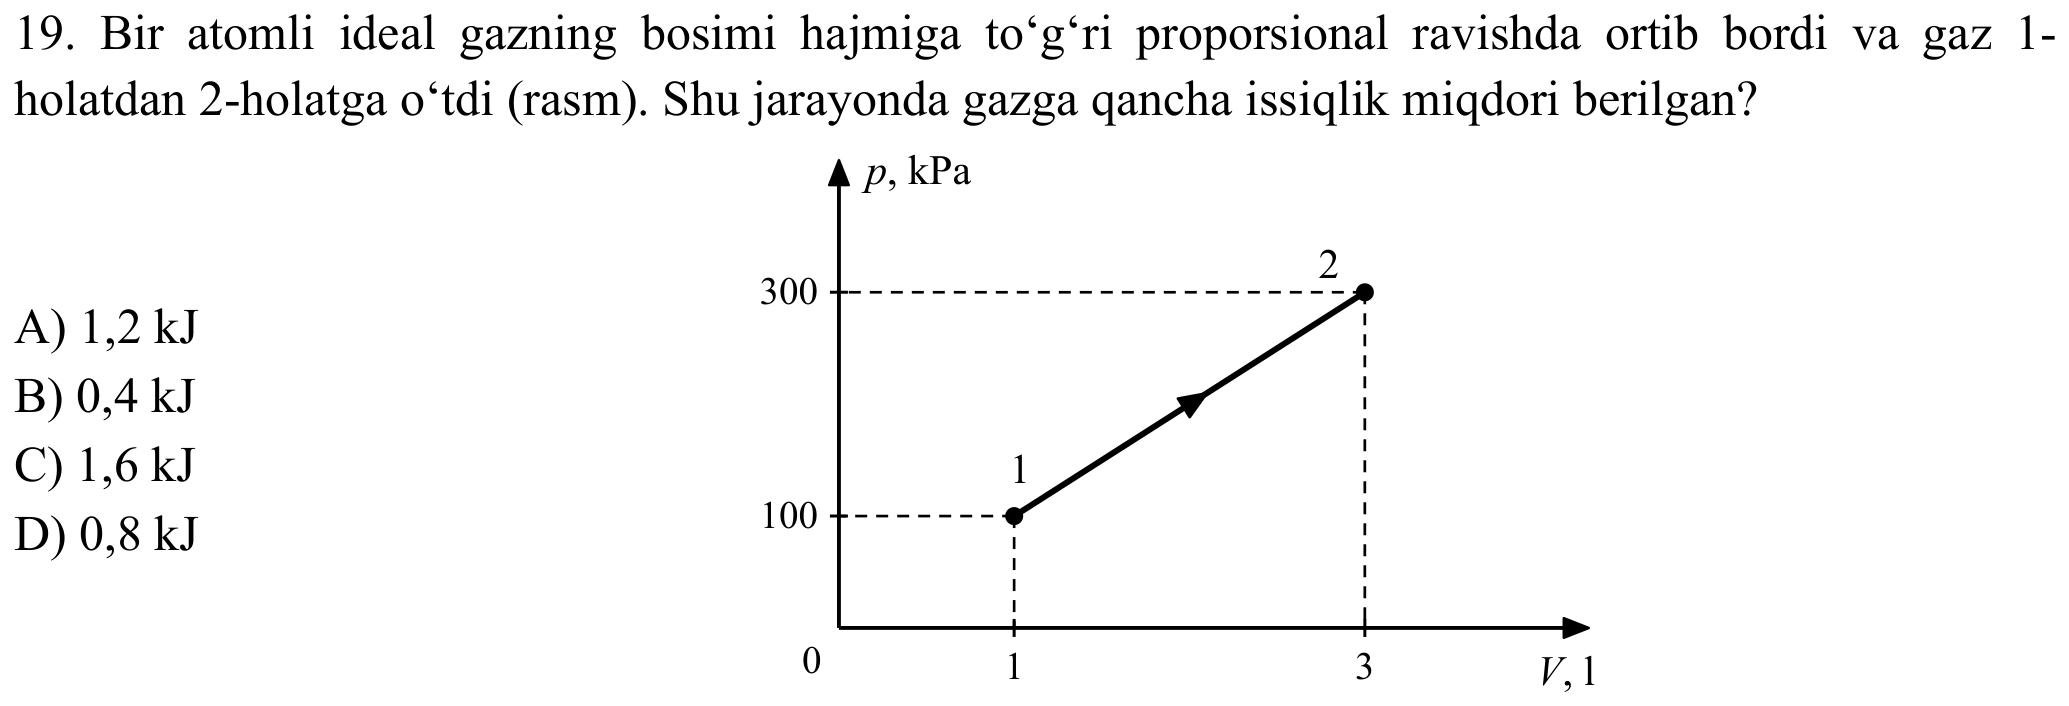 19. Bir atomli ideal gazning bosimi hajmiga to‘g‘ri proporsional ravishda ortib bordi va gaz 1-
holatdan 2-holatga o‘tdi (rasm). Shu jarayonda gazga qancha issiqlik miqdori berilgan?
p, kPa
2
300
A) 1,2 kJ
B) 0,4 kJ
C) 1,6 kJ
1
100
D) 0,8 kJ
0
1
3
V, l